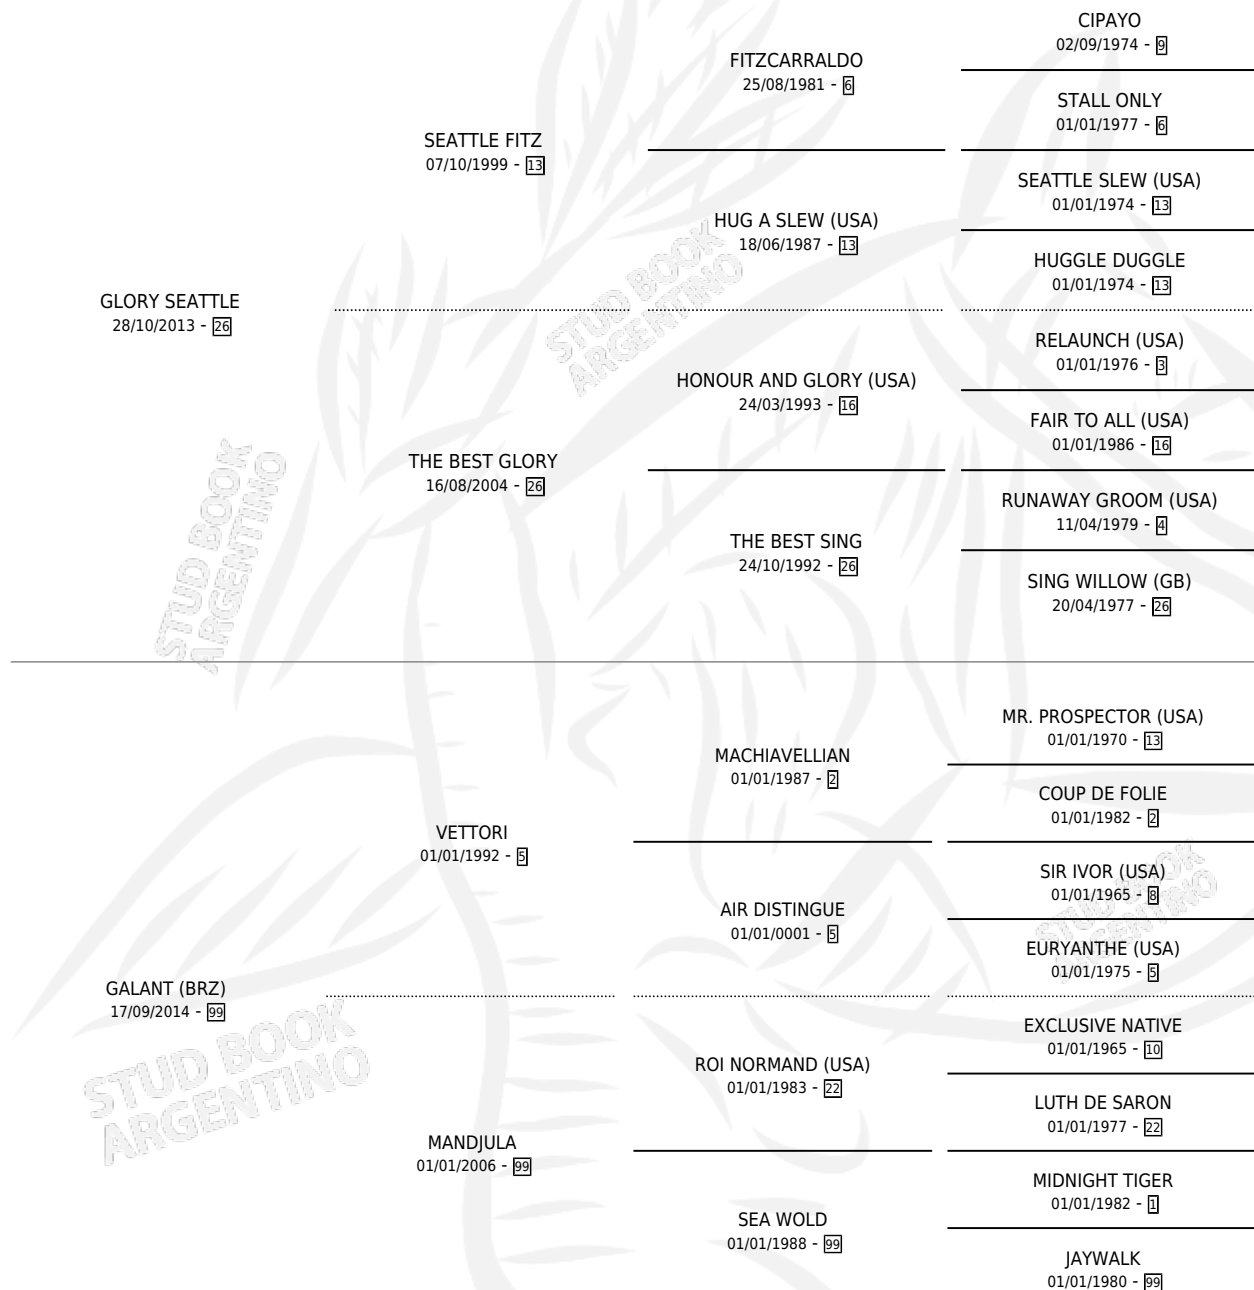 GLORY SEATTLE
28/10/2013 - 26
SEATTLE FITZ
07/10/1999 - 13
THE BEST GLORY
16/08/2004 - 26
FITZCARRALDO
25/08/1981 - 6
HUG A SLEW (USA)
18/06/1987 - 13
HONOUR AND GLORY (USA)
24/03/1993 - 16
THE BEST SING
24/10/1992 - 26
CIPAYO
02/09/1974 - 9
STALL ONLY
01/01/1977 - 6
SEATTLE SLEW (USA)
01/01/1974 - 13
HUGGLE DUGGLE
01/01/1974 - 13
RELAUNCH (USA)
01/01/1976 - 3
FAIR TO ALL (USA)
01/01/1986 - 16
RUNAWAY GROOM (USA)
11/04/1979 - 4
SING WILLOW (GB)
20/04/1977 - 26
GALANT (BRZ)
17/09/2014 - 99
VETTORI
01/01/1992 - 5
MANDJULA
01/01/2006 - 99
MACHIAVELLIAN
01/01/1987 - 2
AIR DISTINGUE
01/01/0001 - 5
ROI NORMAND (USA)
01/01/1983 - 22
SEA WOLD
01/01/1988 - 99
MR. PROSPECTOR (USA)
01/01/1970 - 13
COUP DE FOLIE
01/01/1982 - 2
SIR IVOR (USA)
01/01/1965 - 8
EURYANTHE (USA)
01/01/1975 - 5
EXCLUSIVE NATIVE
01/01/1965 - 10
LUTH DE SARON
01/01/1977 - 22
MIDNIGHT TIGER
01/01/1982 - 1
JAYWALK
01/01/1980 - 99
STUD BOOK
ARGENTINO
STUD BOOK
ARGENTINO
STUD BOOK
ARGENTINO
STUD BOOK
ARGENTINO